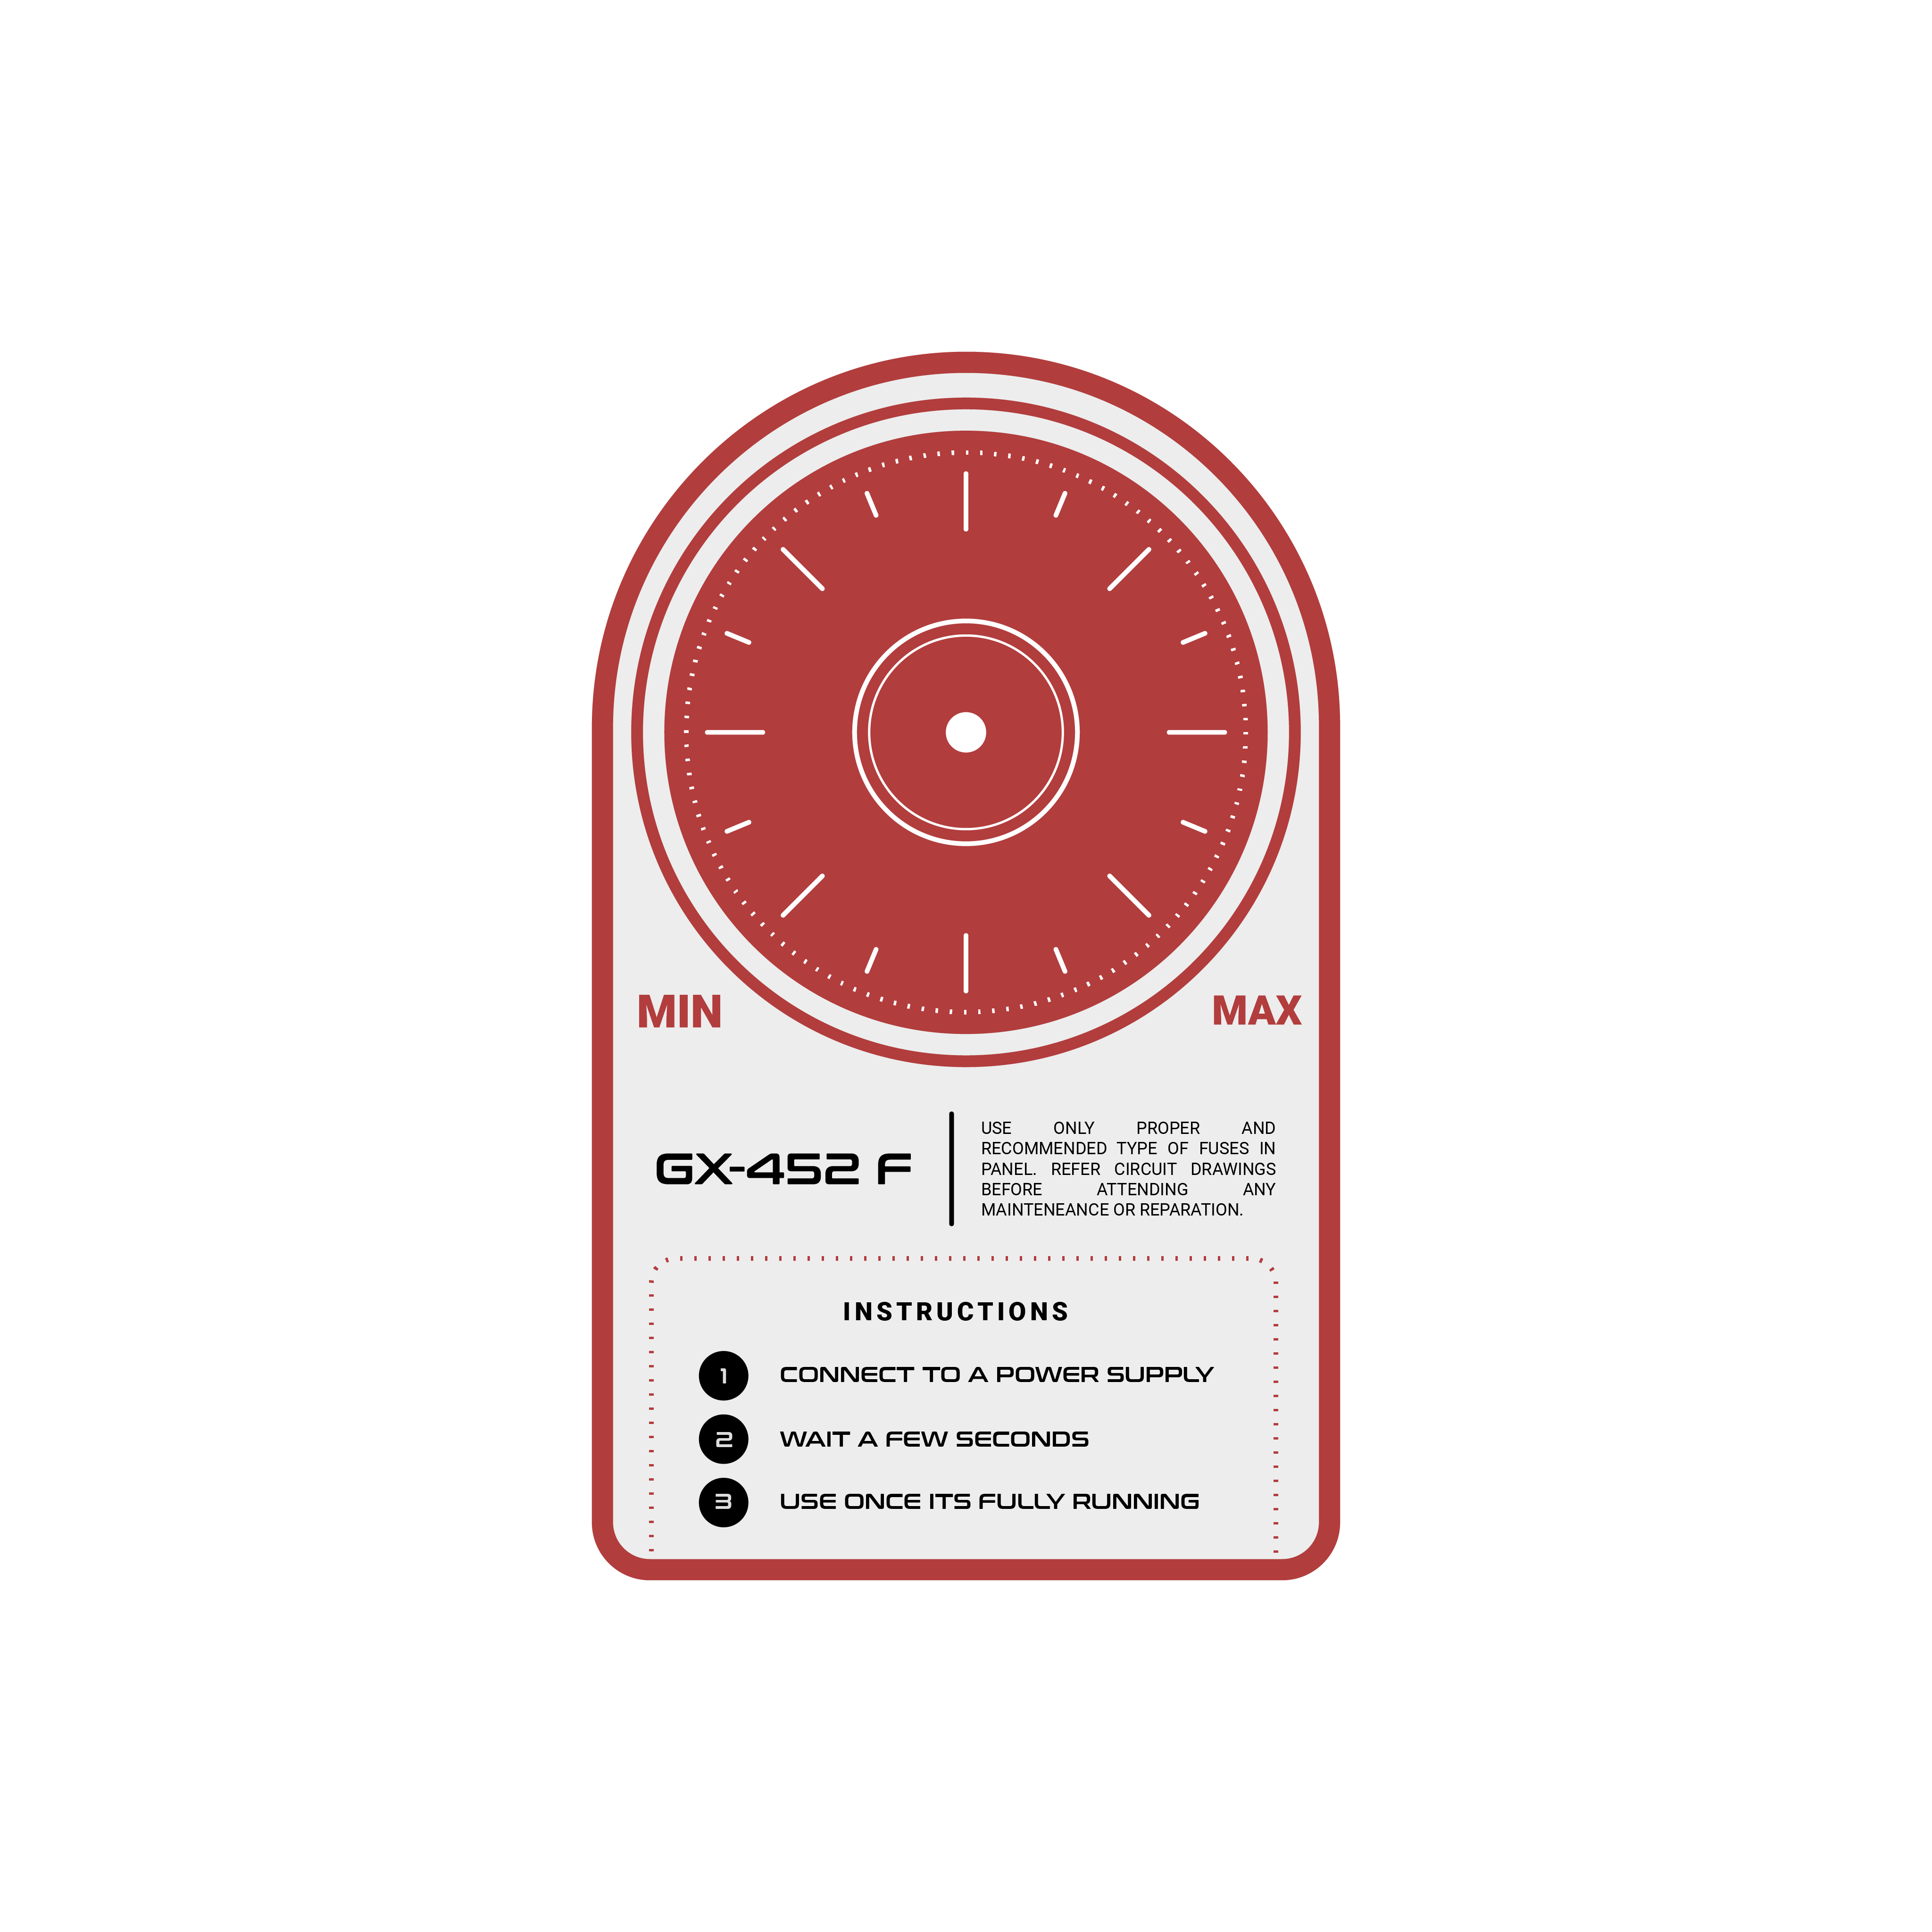 MIN
MAX
GX-452 F
USE ONLY PROPER AND
RECOMMENDED TYPE OF FUSES IN
PANEL. REFER CIRCUIT DRAWINGS
BEFORE ATTENDING ANY
MAINTENEANCE OR REPARATION.
INSTRUCTIONS
1 CONNECT TO A POWER SUPPLY
2 WAIT A FEW SECONDS
3 USE ONCE ITS FULLY RUNNING